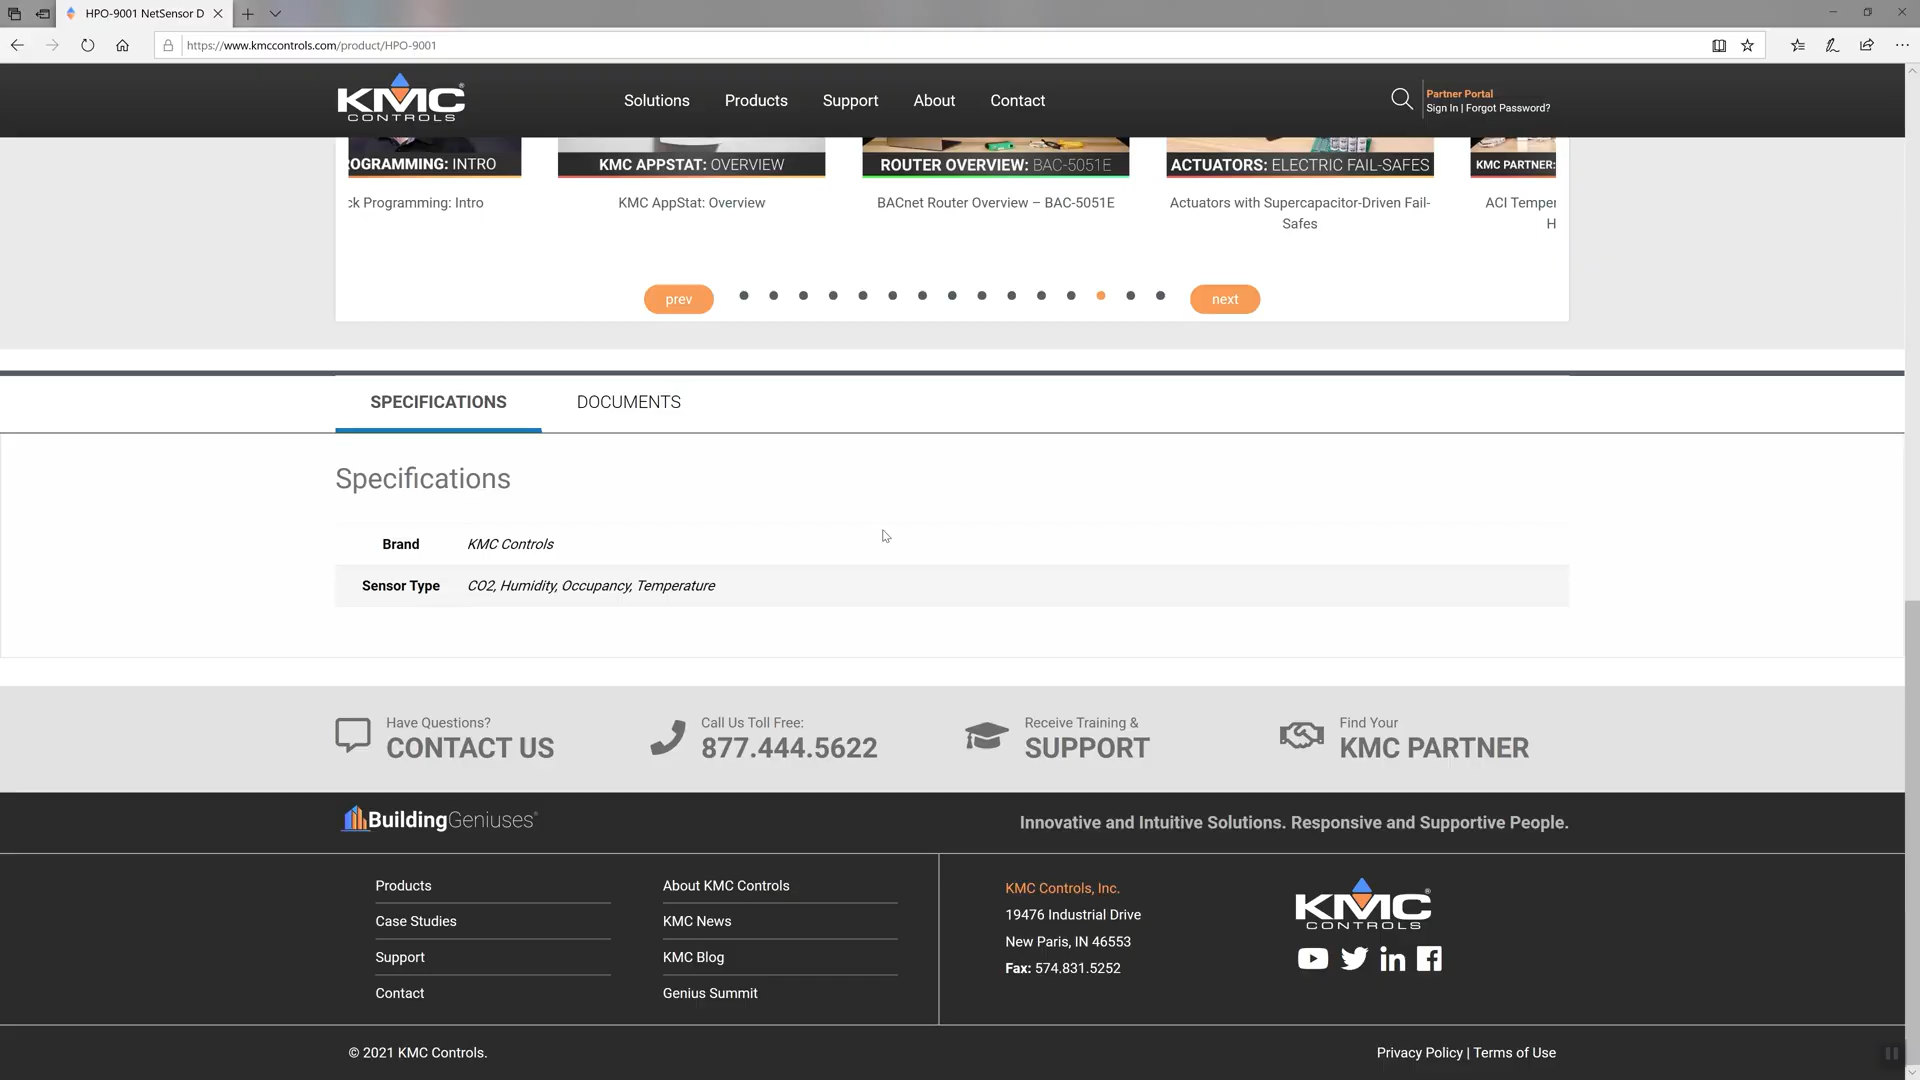 HPO-9001 NetSensor D
https://www.kmccontrols.com/product/HPO-9001
KMC CONTROLS
Solutions
Products
Support
About
Contact
Partner Portal
Sign In | Forgot Password?
OGRAMMING: INTRO
KMC APPSTAT: OVERVIEW
ROUTER OVERVIEW: BAC-5051E
ACTUATORS: ELECTRIC FAIL-SAFES
KMC PARTNER:
ck Programming: Intro
KMC AppStat: Overview
BACnet Router Overview – BAC-5051E
Actuators with Supercapacitor-Driven Fail-
Safes
ACI Temper
H
prev
next
SPECIFICATIONS
DOCUMENTS
Specifications
Brand KMC Controls
Sensor Type CO2, Humidity, Occupancy, Temperature
Have Questions?
CONTACT US
Call Us Toll Free:
877.444.5622
Receive Training &
SUPPORT
Find Your
KMC PARTNER
BuildingGeniuses®
Innovative and Intuitive Solutions. Responsive and Supportive People.
Products
Case Studies
Support
Contact
About KMC Controls
KMC News
KMC Blog
Genius Summit
KMC Controls, Inc.
19476 Industrial Drive
New Paris, IN 46553
Fax: 574.831.5252
KMC CONTROLS®
© 2021 KMC Controls.
Privacy Policy | Terms of Use